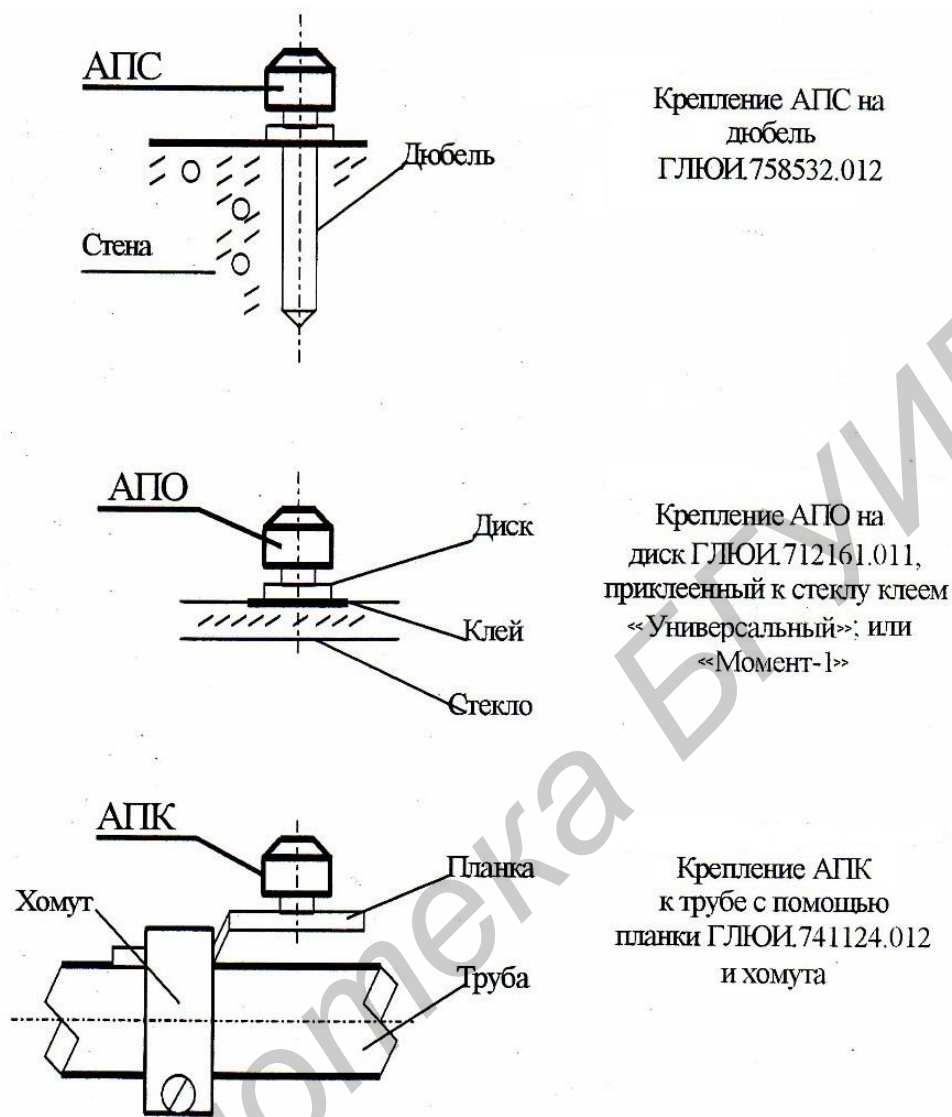 АПС
Дюбель
Стена
Крепление АПС на
дюбель
ГЛЮИ.758532.012
АПО
Диск
Клей
Стекло
Крепление АПО на
диск ГЛЮИ.712161.011,
приклеенный к стеклу клеем
«Универсальный»; или
«Момент-1»
АПК
Планка
Хомут
Труба
Крепление АПК
к трубе с помощью
планки ГЛЮИ.741124.012
и хомута